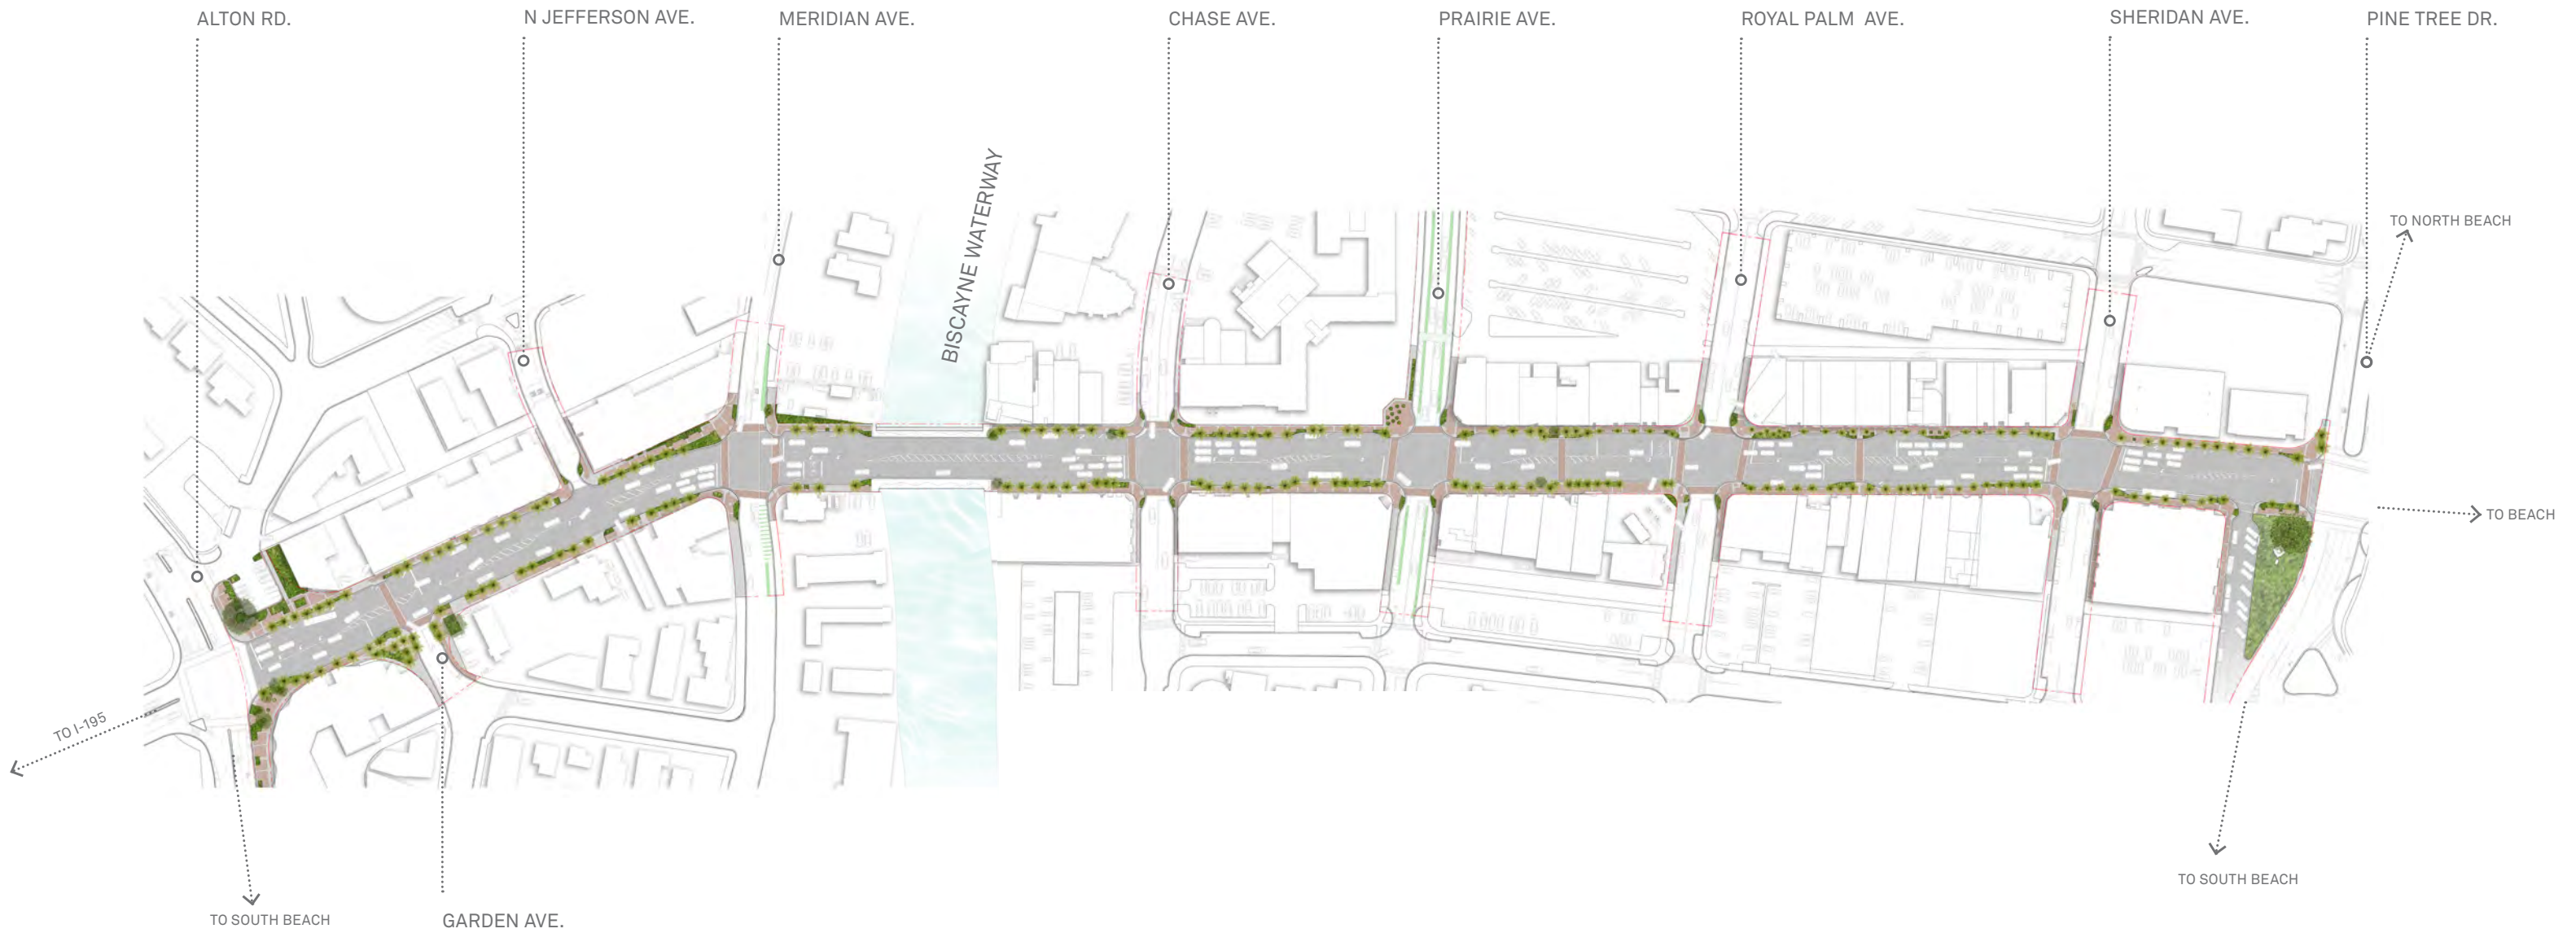 ALTON RD.
N JEFFERSON AVE.
MERIDIAN AVE.
CHASE AVE.
PRAIRIE AVE.
ROYAL PALM AVE.
SHERIDAN AVE.
PINE TREE DR.
BISCAYNE WATERWAY
TO NORTH BEACH
TO BEACH
TO I-195
TO SOUTH BEACH
TO SOUTH BEACH
GARDEN AVE.